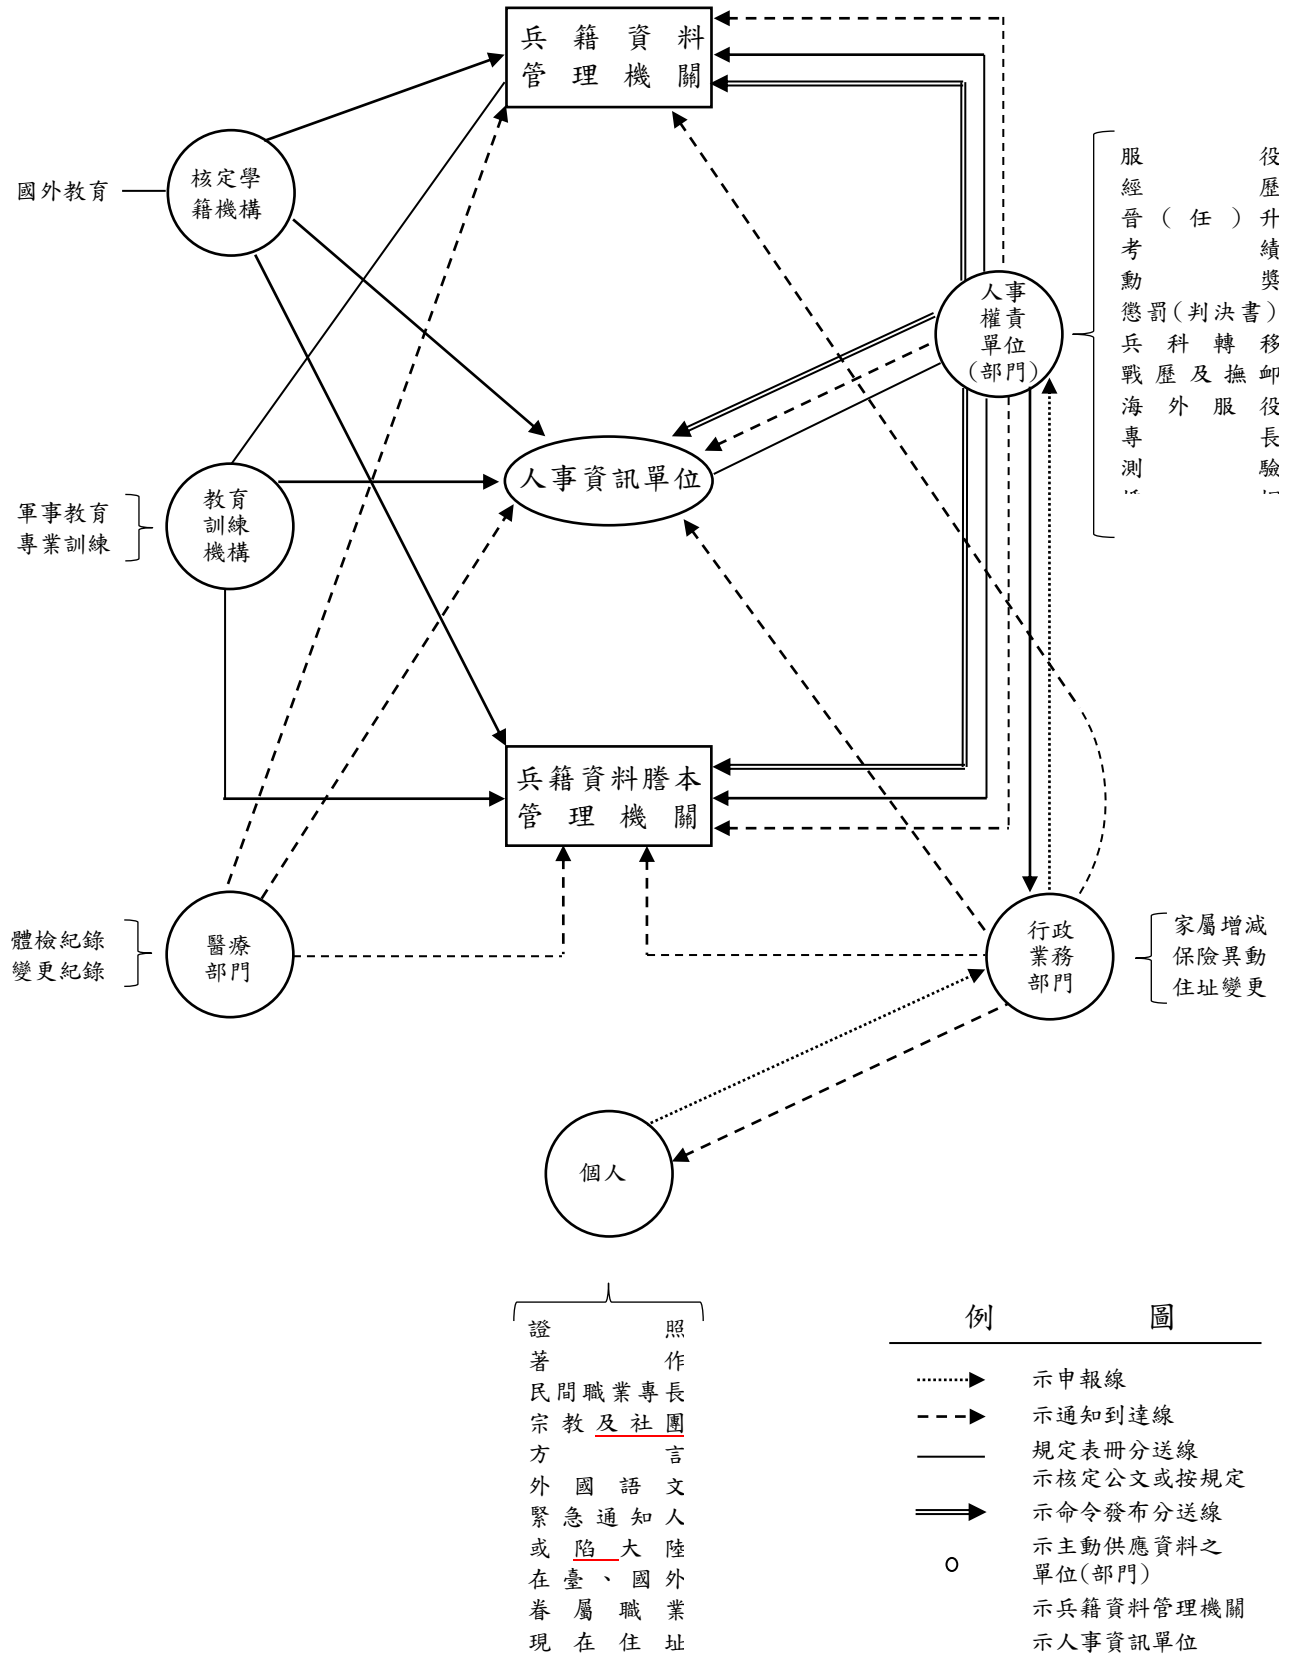 兵籍資料
管理機關
核定學
籍機構
國外教育
服役
經歷
晉(任)升
考績
勳獎
懲罰(判決書)
兵科轉移
戰歷及撫卹
海外服役
專長
測驗
人事
權責
單位
(部門)
人事資訊單位
教育
訓練
機構
軍事教育
專業訓練
兵籍資料謄本
管理機關
體檢紀錄
變更紀錄
醫療
部門
行政
業務
部門
家屬增減
保險異動
住址變更
個人
證照
著作
民間職業專長
宗教及社團
方言
外國語文
緊急通知人
或陷大陸
在臺、國外
眷屬職業
現在住址
例圖
示申報線
示通知到達線
規定表冊分送線
示核定公文或按規定
示命令發布分送線
示主動供應資料之
單位(部門)
示兵籍資料管理機關
示人事資訊單位